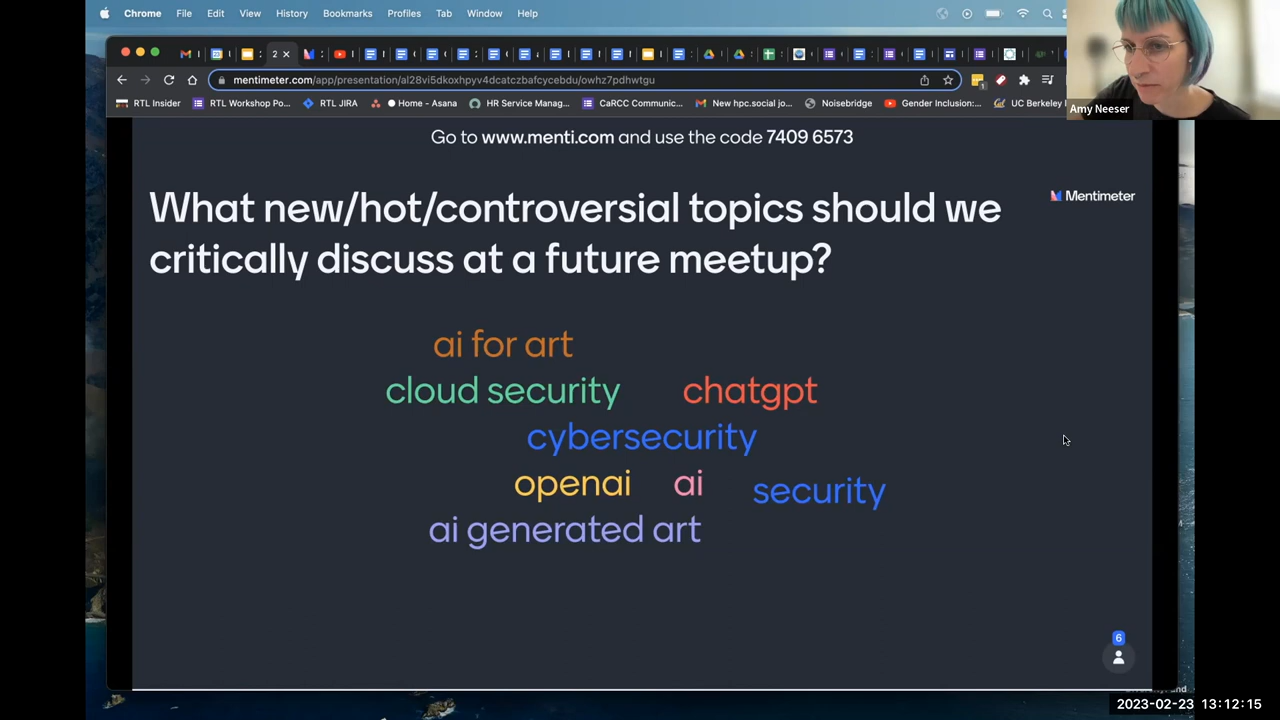 Chrome File Edit View History Bookmarks Profiles Tab Window Help
2
mentimeter.com/app/presentation/al28vi5dkoxhpyv4dcatczbafcycebdu/owhz7pdhwtgu
1
RTL Insider RTL Workshop Po... RTL JIRA Home - Asana HR Service Manag... CaRCC Communic... New hpc.social jo... Noisebridge Gender Inclusion:... UC Berkeley
Amy Neeser
Go to www.menti.com and use the code 7409 6573
Mentimeter
What new/hot/controversial topics should we
critically discuss at a future meetup?
ai for art
cloud security chatgpt
cybersecurity
openai ai security
ai generated art
6
2023-02-23 13:12:15